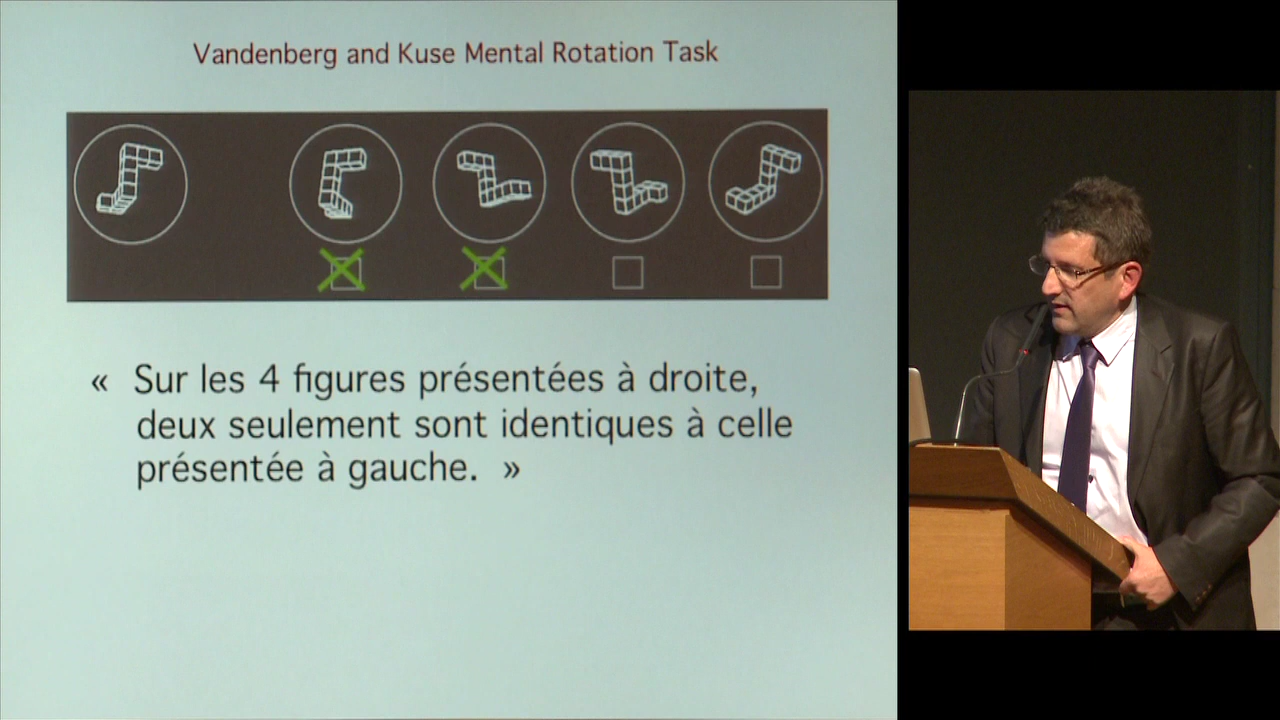 Vandenberg and Kuse Mental Rotation Task
« Sur les 4 figures présentées à droite,
deux seulement sont identiques à celle
présentée à gauche. »